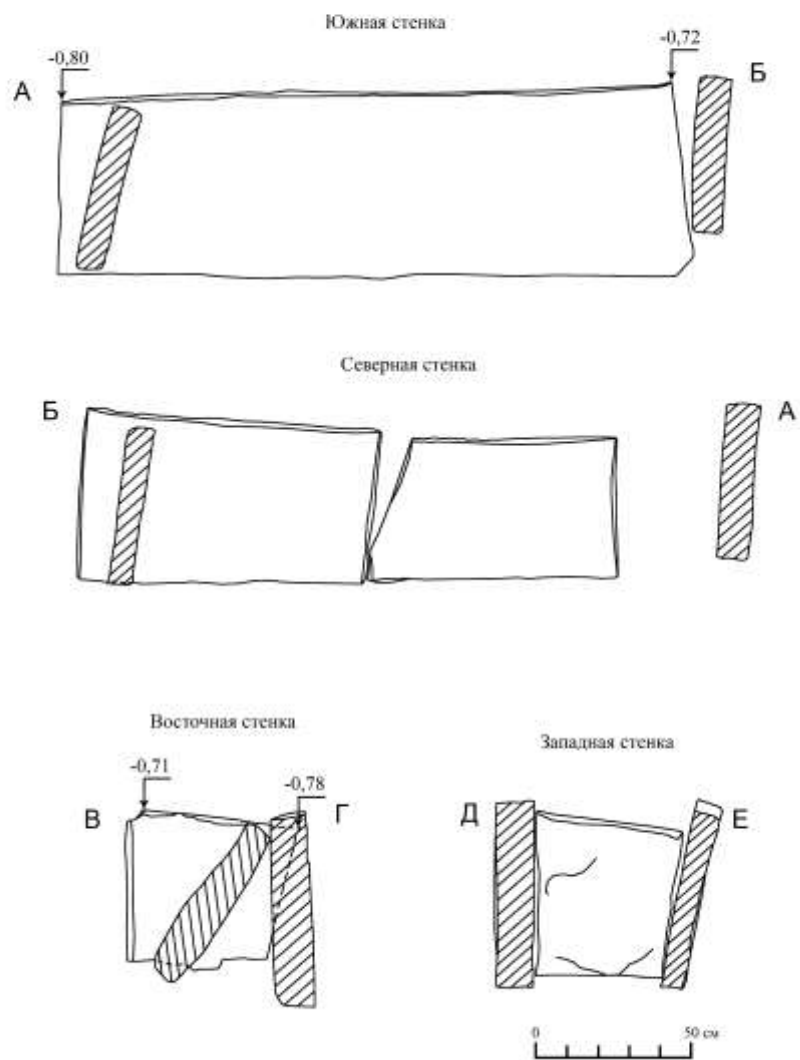 Южная стенка
-0,80
-0,72
А
Б
Северная стенка
Б
А
Восточная стенка
-0,71
-0,78
В
Г
Западная стенка
Д
Е
0
50 см